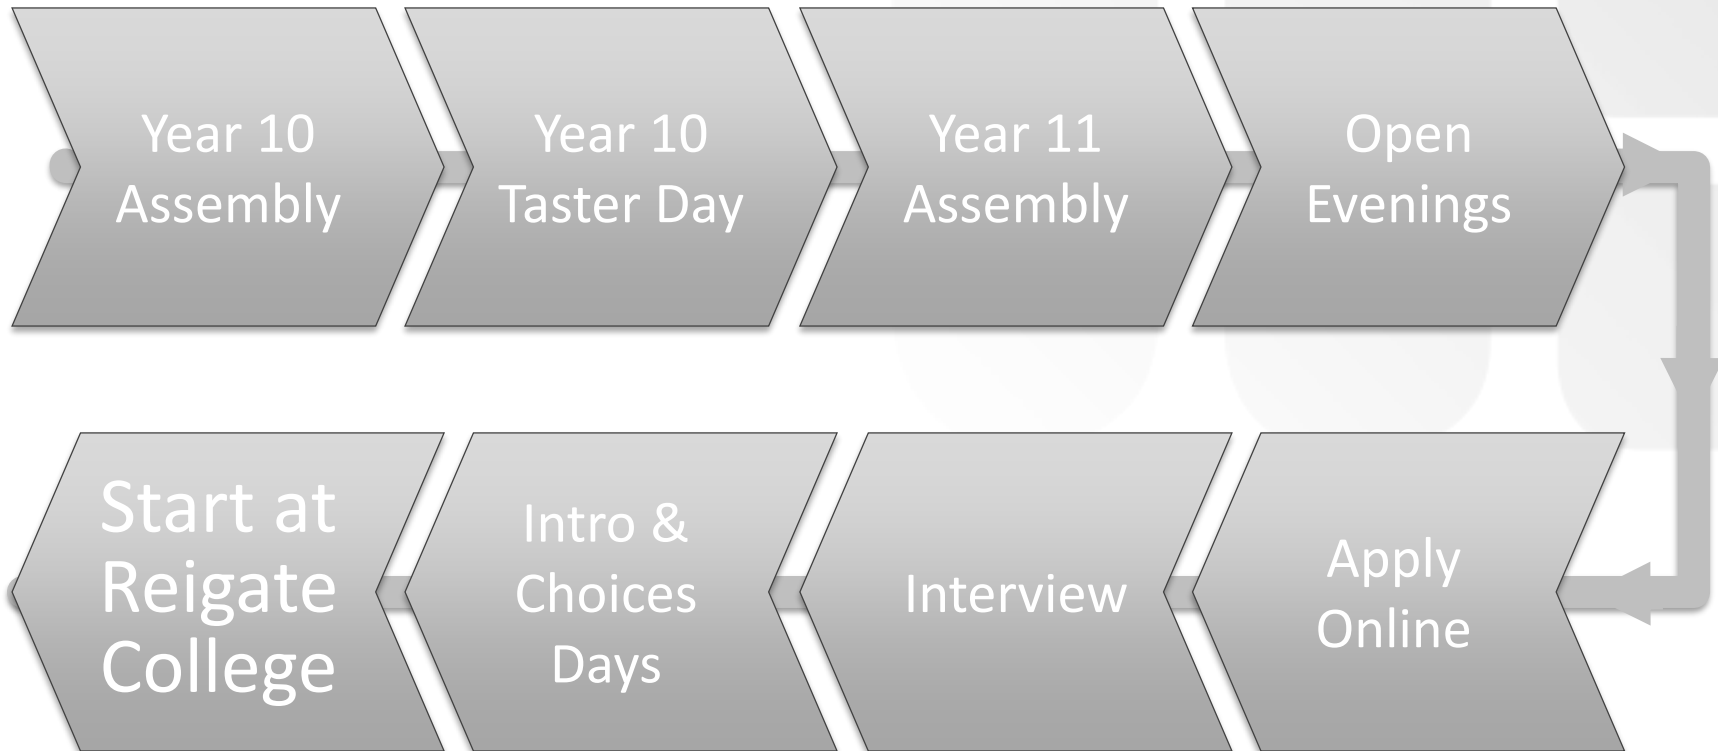 Year 10
Assembly
Year 10
Taster Day
Year 11
Assembly
Open
Evenings
Apply
Online
Interview
Intro &
Choices
Days
Start at
Reigate
College